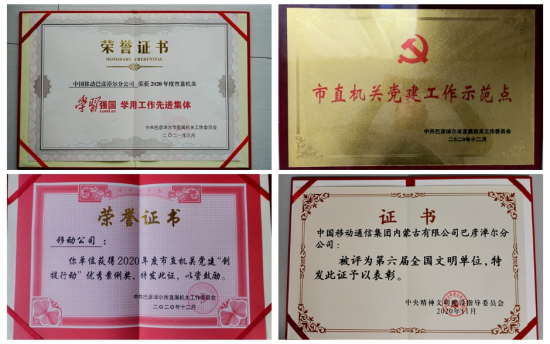 荣誉证书
HONORARY CREDENTIAL
中国移动巴彦淖尔分公司 荣获2020年度市直机关
学习强国 学用工作先进集体
中共巴彦淖尔市直属机关工作委员会
二〇二一年三月
市直机关党建工作示范点
中共巴彦淖尔市直属机关工作委员会
二〇二〇年十二月
荣誉证书
移动公司：
你单位获得2020年度市直机关党建“创
提行动”优秀案例奖，特发此证，以资鼓励。
中共巴彦淖尔市直属机关工作委员会
二〇二〇年十二月
证书
中国移动通信集团内蒙古有限公司巴彦淖尔分
公司：
被评为第六届全国文明单位，特
发此证予以表彰。
中央精神文明建设指导委员会
2020年11月